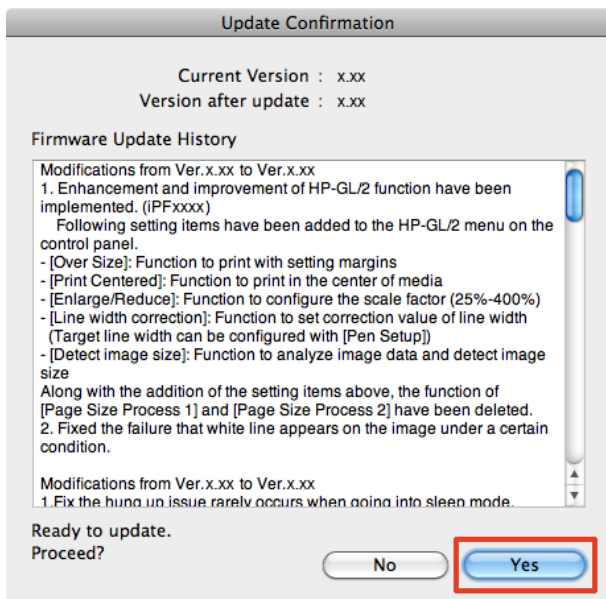 Update Confirmation
Current Version : x.xx
Version after update : x.xx
Firmware Update History
Modifications from Ver.x.xx to Ver.x.xx
1. Enhancement and improvement of HP-GL/2 function have been
implemented. (iPFxxxx)
Following setting items have been added to the HP-GL/2 menu on the
control panel.
- [Over Size]: Function to print with setting margins
- [Print Centered]: Function to print in the center of media
- [Enlarge/Reduce]: Function to configure the scale factor (25%-400%)
- [Line width correction]: Function to set correction value of line width
(Target line width can be configured with [Pen Setup])
- [Detect image size]: Function to analyze image data and detect image
size
Along with the addition of the setting items above, the function of
[Page Size Process 1] and [Page Size Process 2] have been deleted.
2. Fixed the failure that white line appears on the image under a certain
condition.
Modifications from Ver.x.xx to Ver.x.xx
1.Fix the hung up issue rarely occurs when going into sleep mode.
Ready to update.
Proceed?
No
Yes